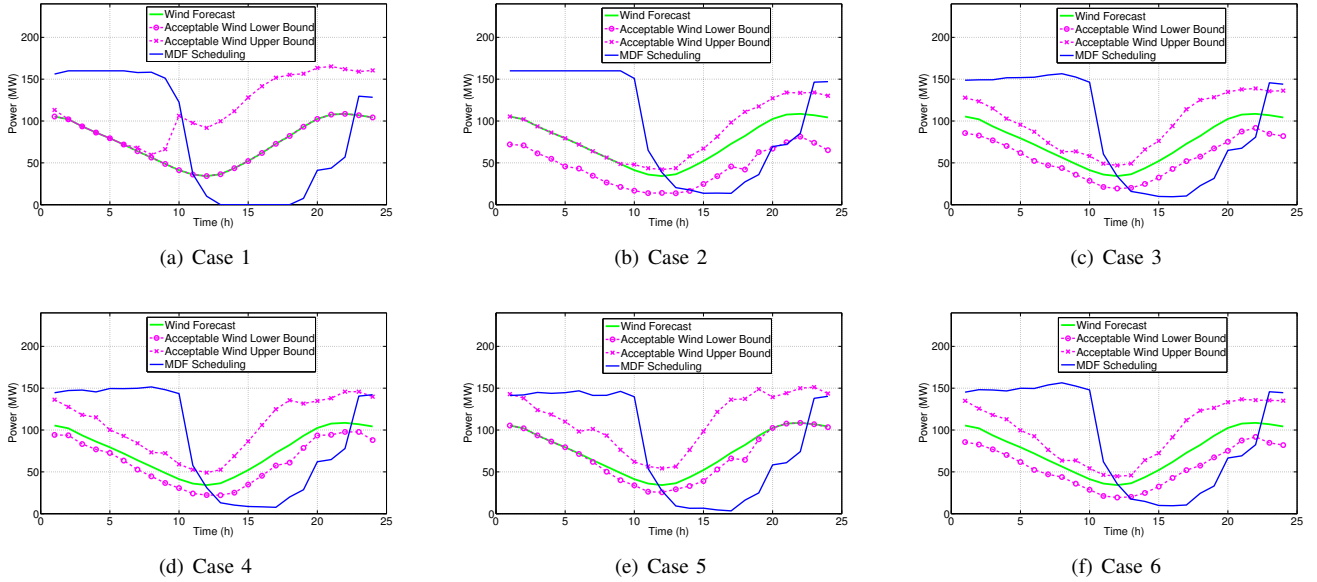 Wind Forecast
Acceptable Wind Lower Bound
Acceptable Wind Upper Bound
MDF Scheduling
Power (MW)
200
150
100
50
0
0 5 10 15 20 25
Time (h)
(a) Case 1
Wind Forecast
Acceptable Wind Lower Bound
Acceptable Wind Upper Bound
MDF Scheduling
Power (MW)
200
150
100
50
0
0 5 10 15 20 25
Time (h)
(b) Case 2
Wind Forecast
Acceptable Wind Lower Bound
Acceptable Wind Upper Bound
MDF Scheduling
Power (MW)
200
150
100
50
0
0 5 10 15 20 25
Time (h)
(c) Case 3
Wind Forecast
Acceptable Wind Lower Bound
Acceptable Wind Upper Bound
MDF Scheduling
Power (MW)
200
150
100
50
0
0 5 10 15 20 25
Time (h)
(d) Case 4
Wind Forecast
Acceptable Wind Lower Bound
Acceptable Wind Upper Bound
MDF Scheduling
Power (MW)
200
150
100
50
0
0 5 10 15 20 25
Time (h)
(e) Case 5
Wind Forecast
Acceptable Wind Lower Bound
Acceptable Wind Upper Bound
MDF Scheduling
Power (MW)
200
150
100
50
0
0 5 10 15 20 25
Time (h)
(f) Case 6